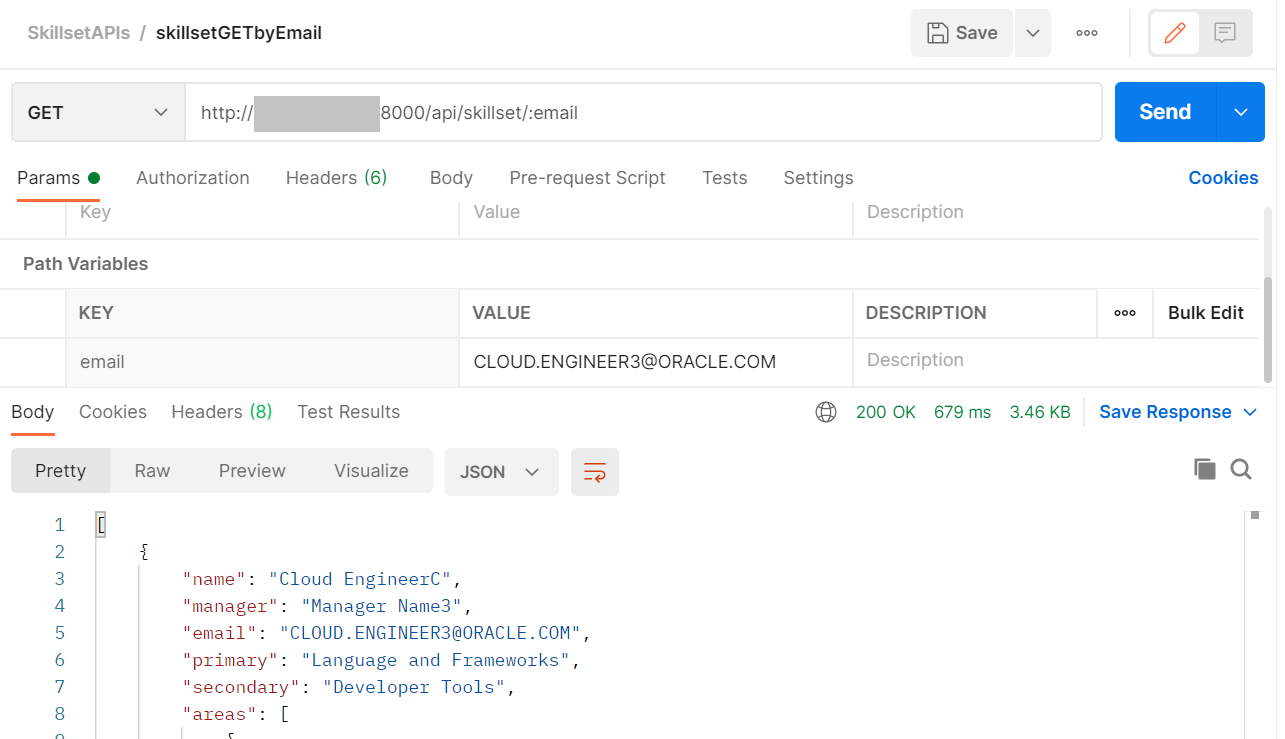 SkillsetAPIs / skillsetGETbyEmail
Save
GET
http:// 8000/api/skillset/:email
Send
Params Authorization Headers (6) Body Pre-request Script Tests Settings Cookies
Key Value Description
Path Variables
KEY VALUE DESCRIPTION Bulk Edit
email CLOUD.ENGINEER3@ORACLE.COM Description
Body Cookies Headers (8) Test Results 200 OK 679 ms 3.46 KB Save Response
Pretty Raw Preview Visualize JSON
1 [
2 {
3 "name": "Cloud EngineerC",
4 "manager": "Manager Name3",
5 "email": "CLOUD.ENGINEER3@ORACLE.COM",
6 "primary": "Language and Frameworks",
7 "secondary": "Developer Tools",
8 "areas": [
9 {